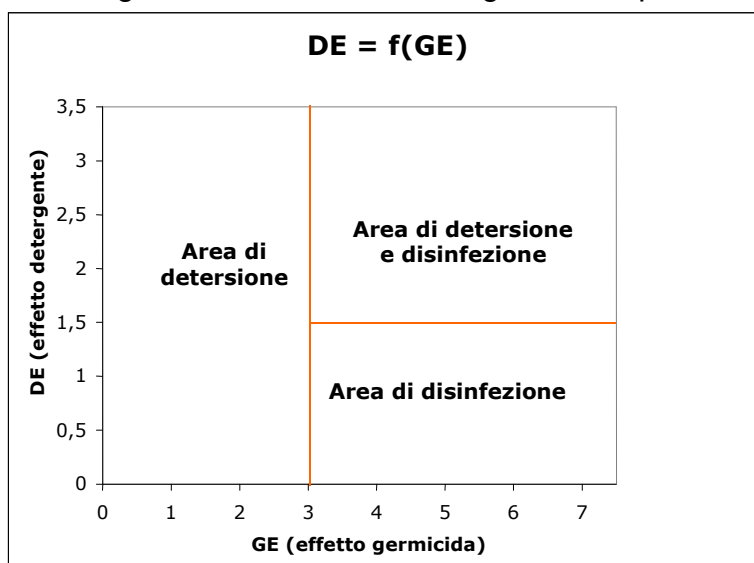 DE = f(GE)
3,5
3
2,5
2
1,5
1
0,5
0
DE (effetto detergente)
Area di
detersione
Area di detersione
e disinfezione
Area di disinfezione
0 1 2 3 4 5 6 7
GE (effetto germicida)